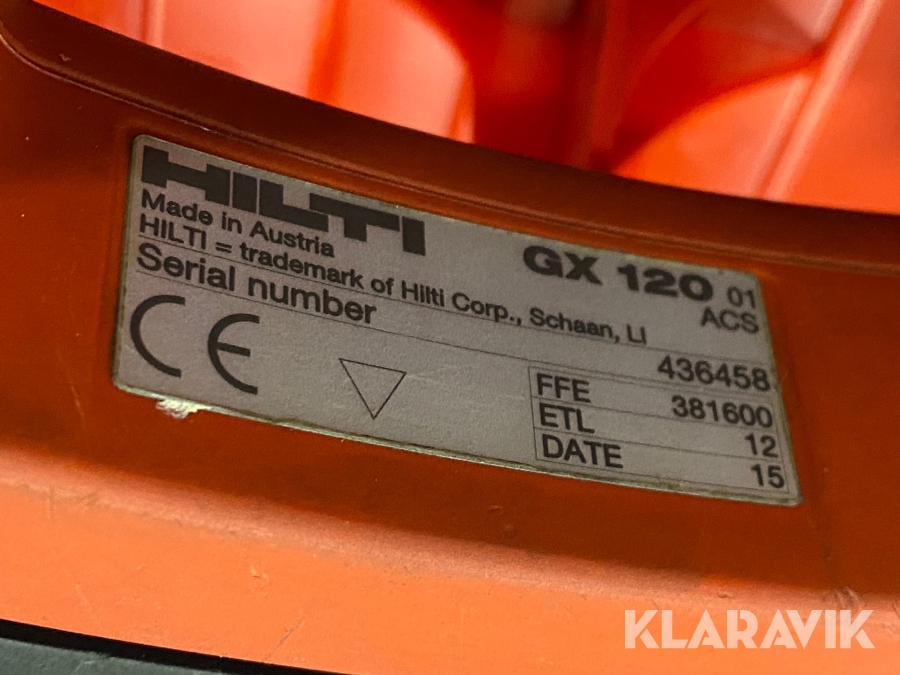 HILTI GX 120 01
Made in Austria ACS
HILTI = trademark of Hilti Corp., Schaan, LI
Serial number 436458
CE FFE 381600
ETL 12
DATE 15
KLARAVIK